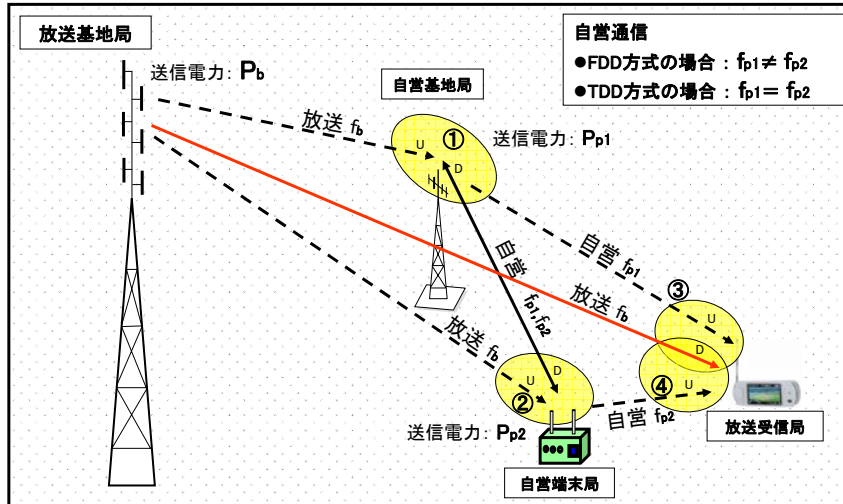 放送基地局
送信電力: Pb
自営基地局
自営通信
●FDD方式の場合 : fp1≠ fp2
●TDD方式の場合 : fp1= fp2
放送 fb
①
送信電力: Pp1
U
D
自営 fp1
自営 fp1,fp2
放送 fb
③
U
D
放送 fb
U
D
②
④
U
自営 fp2
送信電力: Pp2
放送受信局
自営端末局